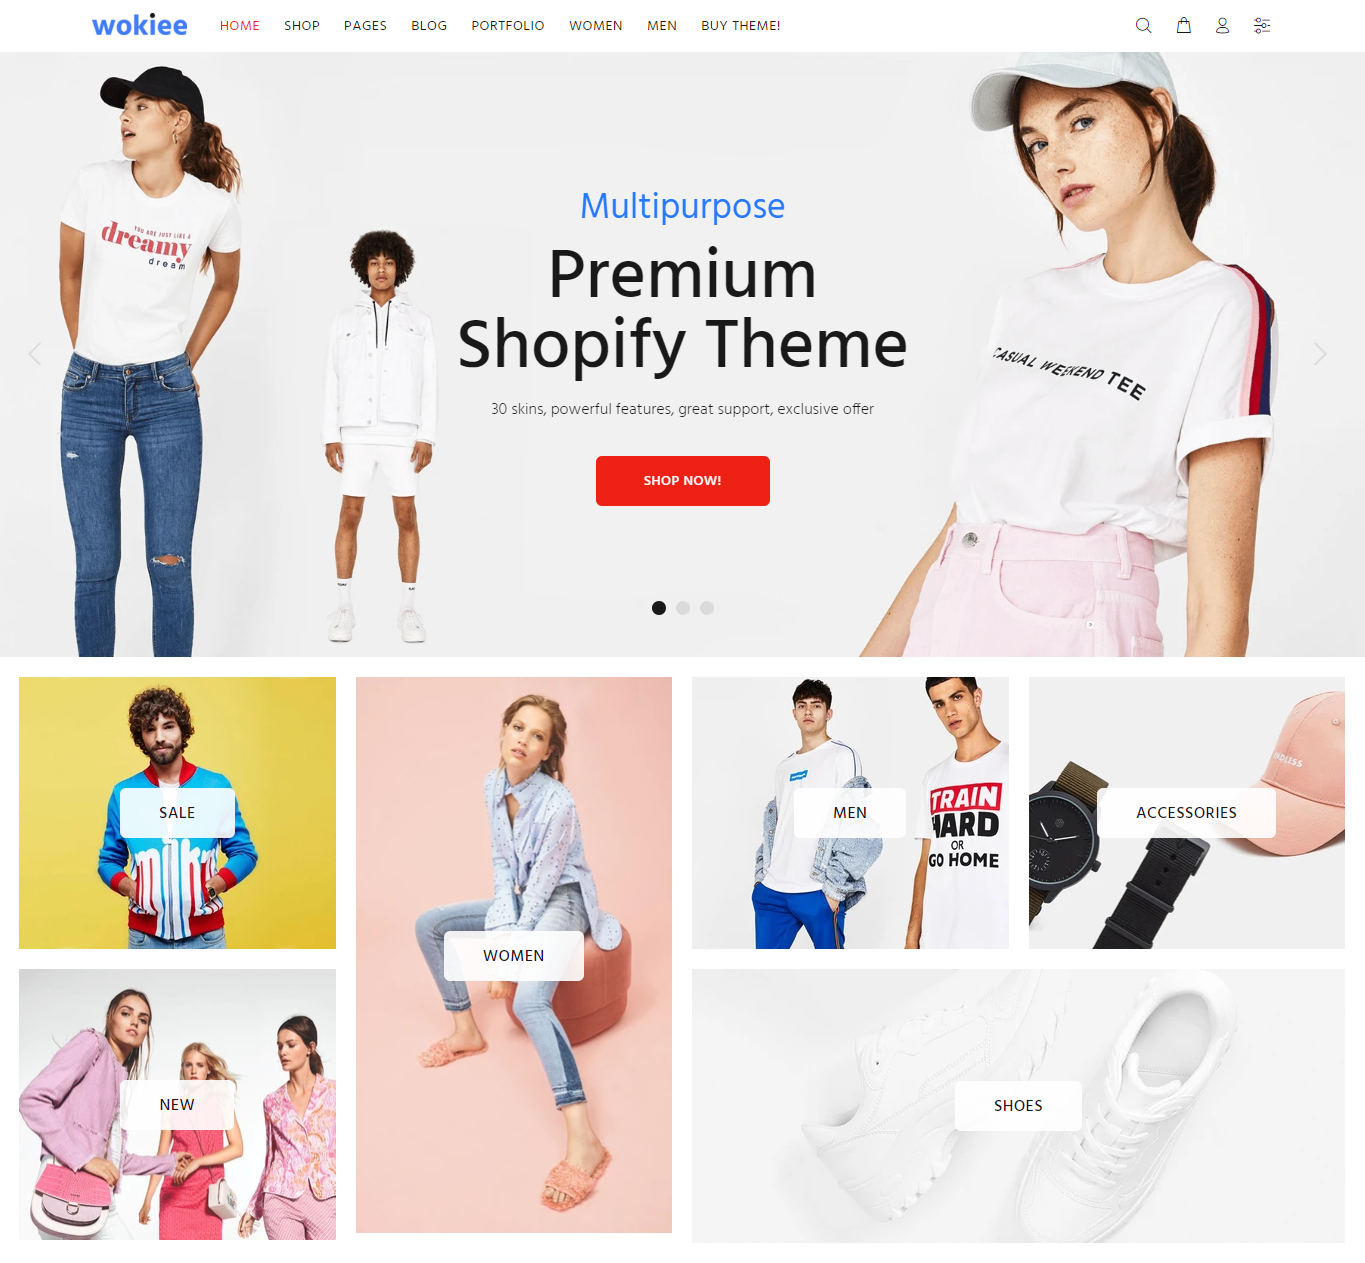 wokiee
HOME SHOP PAGES BLOG PORTFOLIO WOMEN MEN BUY THEME!
YOU ARE JUST LIKE A
dreamy
dream
Multipurpose
Premium
Shopify Theme
30 skins, powerful features, great support, exclusive offer
SHOP NOW!
CASUAL WEEKEND TEE
SALE
WOMEN
MEN
TRAIN
HARD
OR
GO HOME
ACCESSORIES
NEW
SHOES